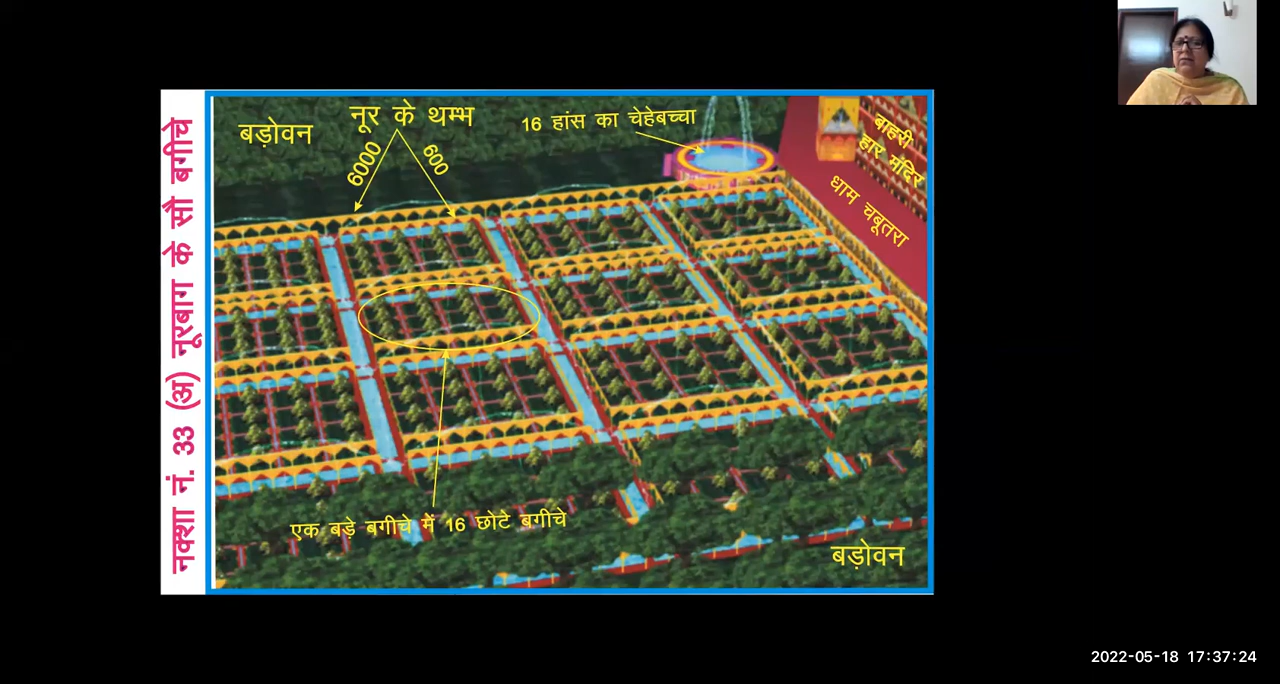 नक्शा नं. 33 (अ) नूरबाग के सौ बगीचे
बड़ोवन
नूर के थम्भ
6000
600
16 हांस का चेहेबच्चा
बाहरी
हार मंदिर
धाम चबूतरा
एक बड़े बगीचे में 16 छोटे बगीचे
बड़ोवन
2022-05-18 17:37:24